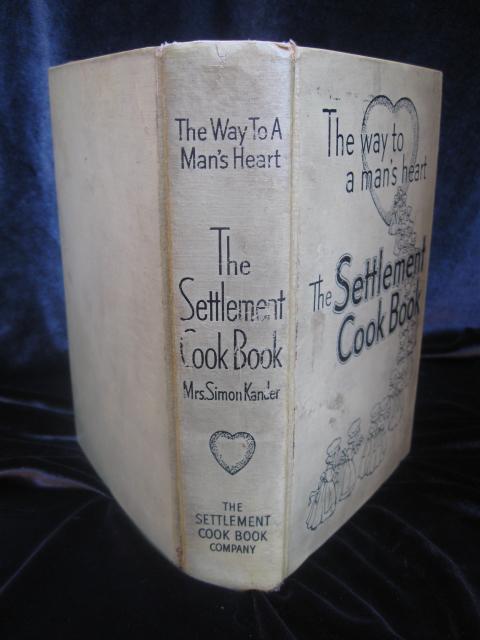 The Way To A
Man's Heart
The
Settlement
Cook Book
Mrs. Simon Kander
THE
SETTLEMENT
COOK BOOK
COMPANY
The way to
a man's heart
The Settlement
Cook Book